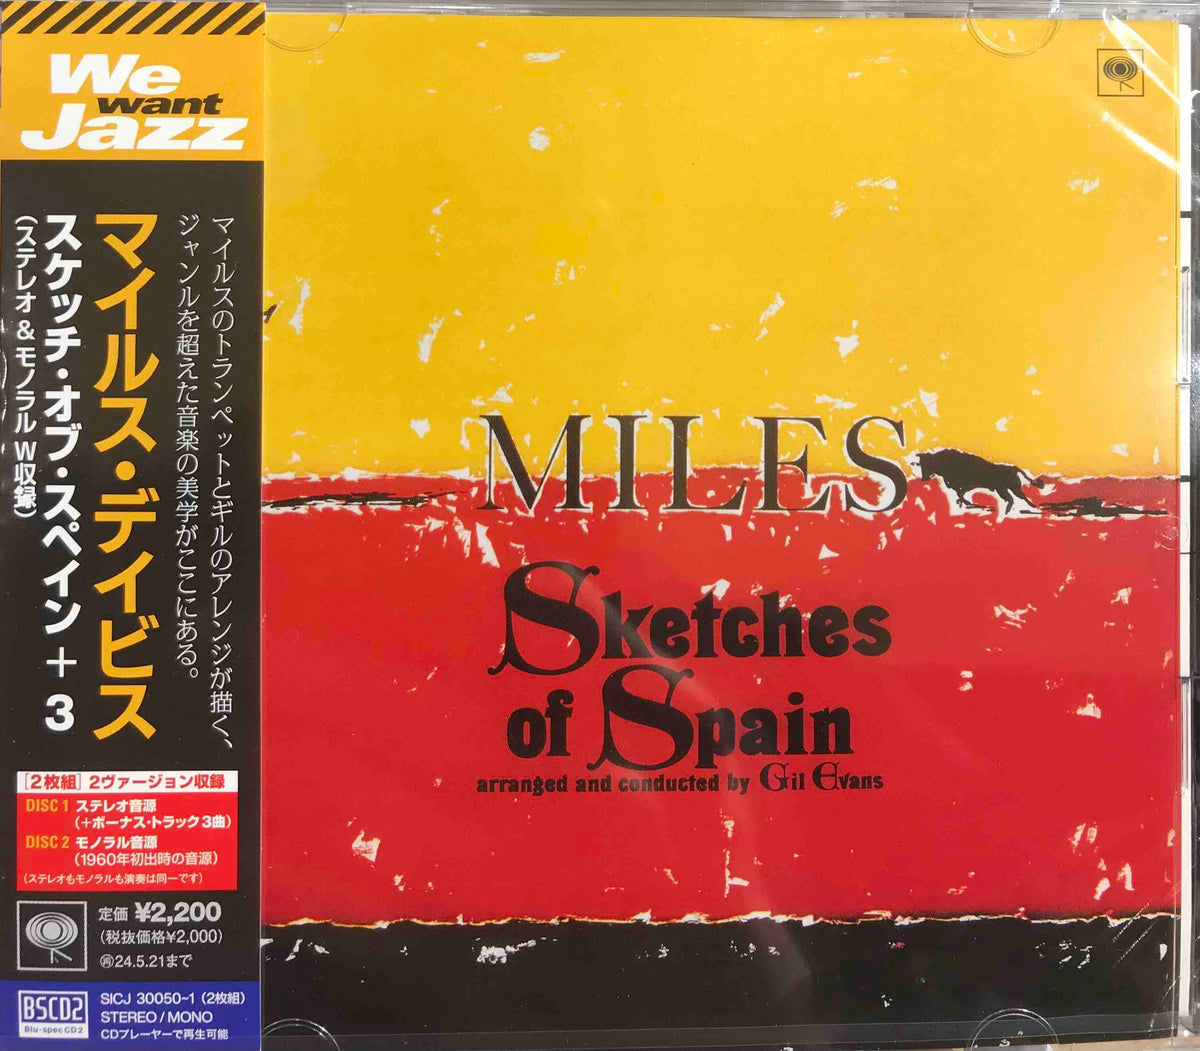 We
want
Jazz
マイルスのトランペットとギルのアレンジが描く、
ジャンルを超えた音楽の美学がここにある。
マイルス・デイビス
スケッチ・オブ・スペイン＋3
（ステレオ＆モノラルW収録）
［2枚組］2ヴァージョン収録
DISC 1 ステレオ音源
（＋ボーナス・トラック3曲）
DISC 2 モノラル音源
（1960年初出時の音源）
（ステレオもモノラルも演奏は同一です）
定価 ¥2,200
（税抜価格¥2,000）
㋐24.5.21まで
BSCD2
Blu-spec CD 2
SICJ 30050~1（2枚組）
STEREO / MONO
CDプレーヤーで再生可能
MILES
Sketches
of Spain
arranged and conducted by Gil Evans